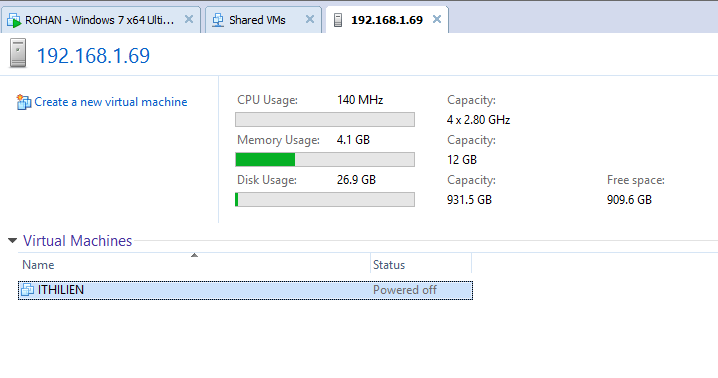 ROHAN - Windows 7 x64 Ulti... Shared VMs 192.168.1.69
192.168.1.69
Create a new virtual machine
CPU Usage: 140 MHz Capacity:
4 x 2.80 GHz
Memory Usage: 4.1 GB Capacity:
12 GB
Disk Usage: 26.9 GB Capacity: Free space:
931.5 GB 909.6 GB
Virtual Machines
Name Status
ITHILIEN Powered off